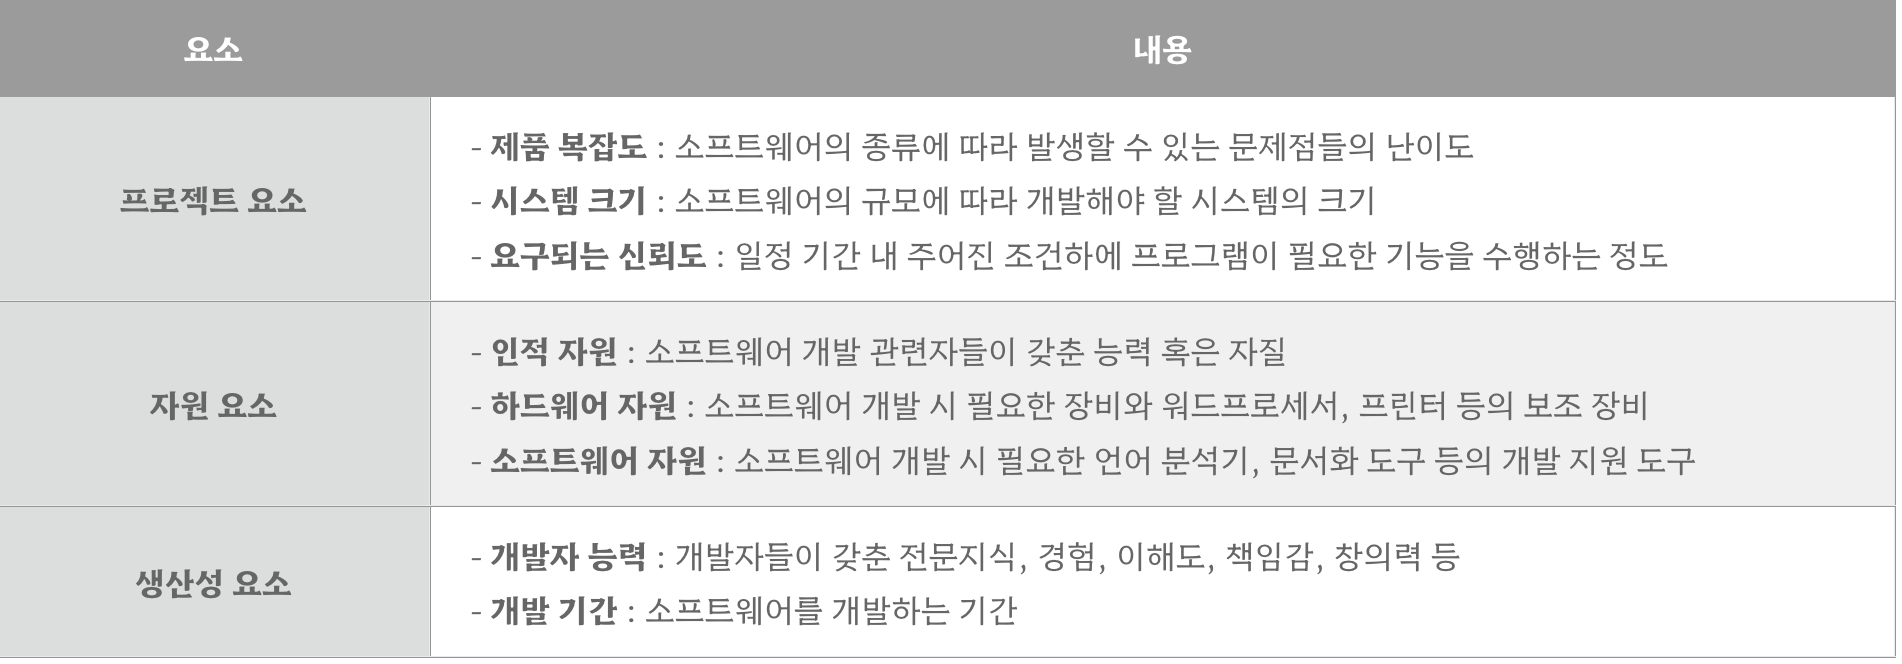 요소
내용
프로젝트 요소
- 제품 복잡도 : 소프트웨어의 종류에 따라 발생할 수 있는 문제점들의 난이도
- 시스템 크기 : 소프트웨어의 규모에 따라 개발해야 할 시스템의 크기
- 요구되는 신뢰도 : 일정 기간 내 주어진 조건하에 프로그램이 필요한 기능을 수행하는 정도
자원 요소
- 인적 자원 : 소프트웨어 개발 관련자들이 갖춘 능력 혹은 자질
- 하드웨어 자원 : 소프트웨어 개발 시 필요한 장비와 워드프로세서, 프린터 등의 보조 장비
- 소프트웨어 자원 : 소프트웨어 개발 시 필요한 언어 분석기, 문서화 도구 등의 개발 지원 도구
생산성 요소
- 개발자 능력 : 개발자들이 갖춘 전문지식, 경험, 이해도, 책임감, 창의력 등
- 개발 기간 : 소프트웨어를 개발하는 기간